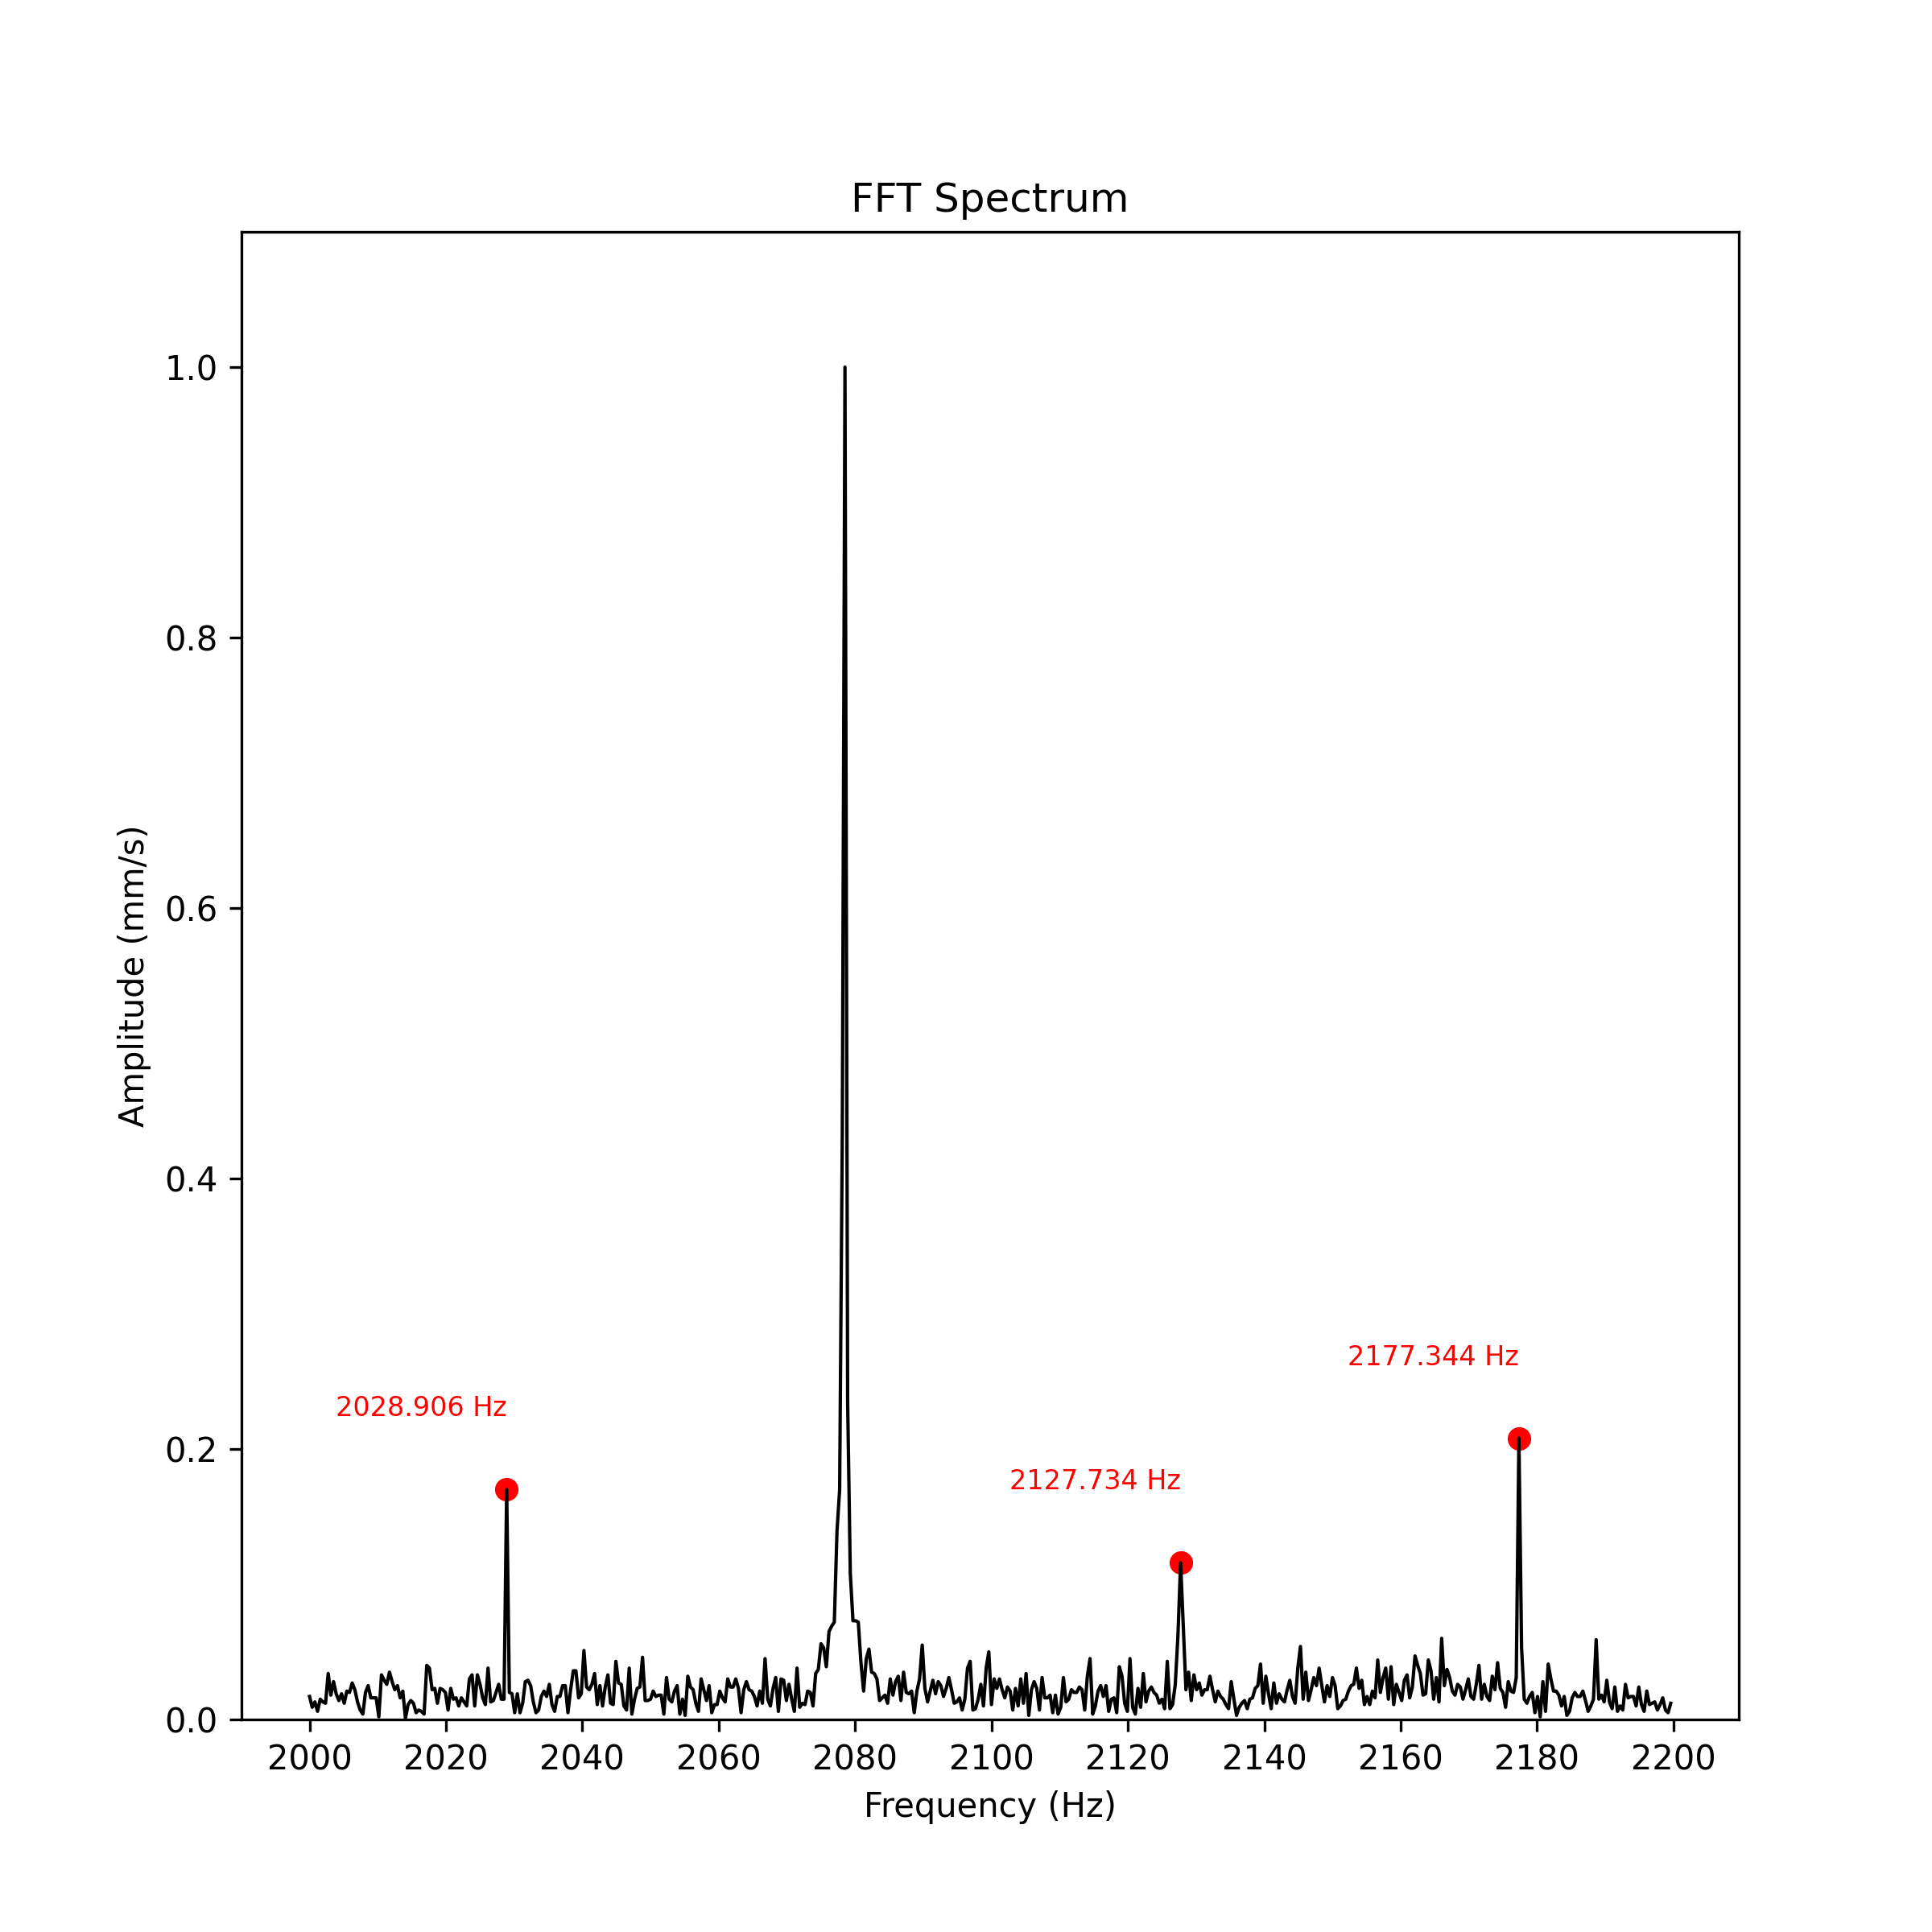 FFT Spectrum
1.0
0.8
0.6
0.4
0.2
0.0
Amplitude (mm/s)
2177.344 Hz
2028.906 Hz
2127.734 Hz
2000 2020 2040 2060 2080 2100 2120 2140 2160 2180 2200
Frequency (Hz)